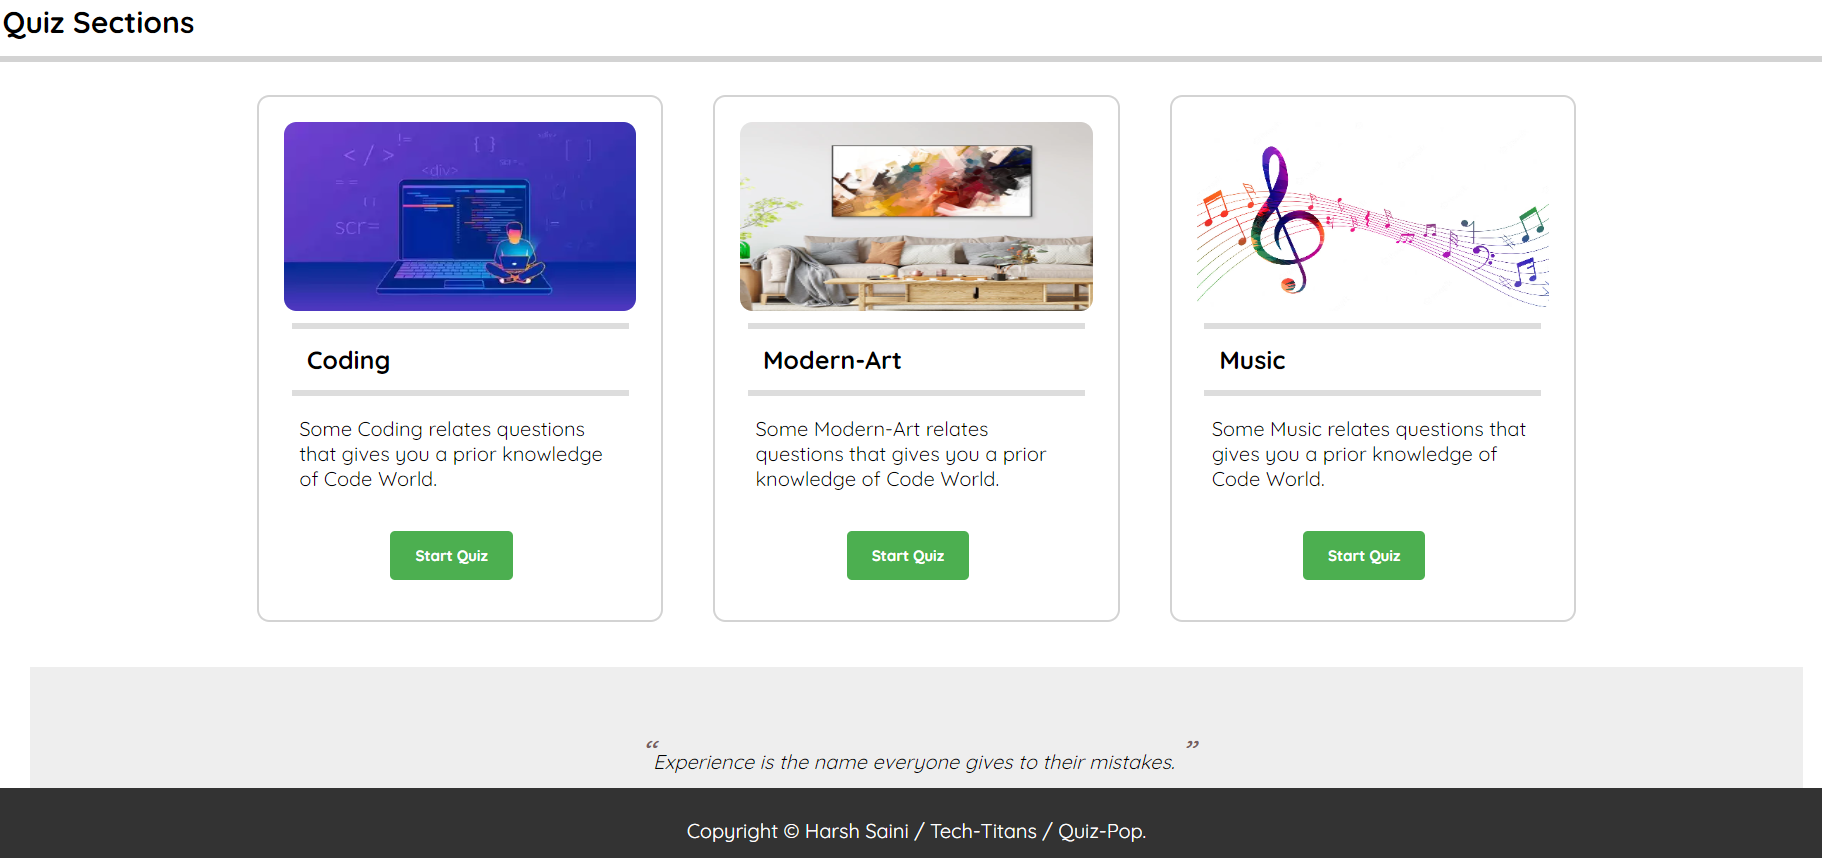 Quiz Sections
</>
!=
{ }
[ ]
<div>
scr=
Coding
Some Coding relates questions
that gives you a prior knowledge
of Code World.
Start Quiz
Modern-Art
Some Modern-Art relates
questions that gives you a prior
knowledge of Code World.
Start Quiz
Music
Some Music relates questions that
gives you a prior knowledge of
Code World.
Start Quiz
“Experience is the name everyone gives to their mistakes.”
Copyright © Harsh Saini / Tech-Titans / Quiz-Pop.